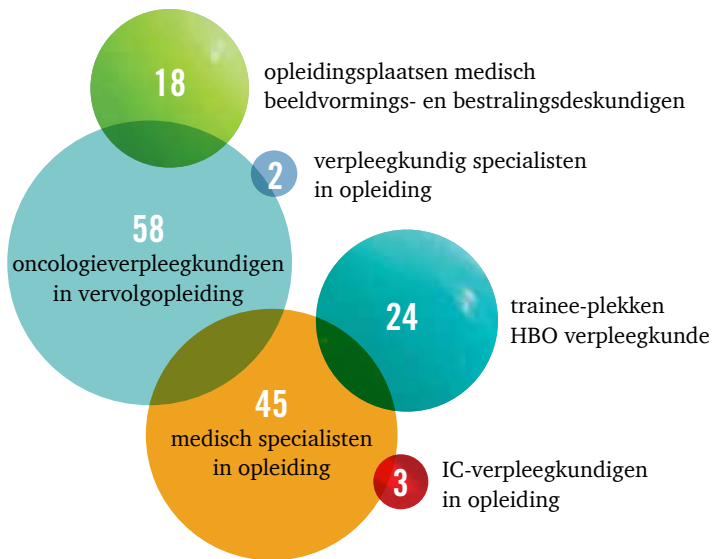 18
opleidingsplaatsen medisch
beeldvormings- en bestralingsdeskundigen
2
verpleegkundig specialisten
in opleiding
58
oncologieverpleegkundigen
in vervolgopleiding
24
trainee-plekken
HBO verpleegkunde
45
medisch specialisten
in opleiding
3
IC-verpleegkundigen
in opleiding